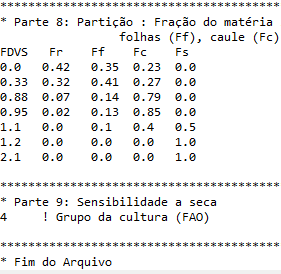 ****************************************
* Parte 8: Partição : Fração do matéria
folhas (Ff), caule (Fc)
FDVS Fr Ff Fc Fs
0.0 0.42 0.35 0.23 0.0
0.33 0.32 0.41 0.27 0.0
0.88 0.07 0.14 0.79 0.0
0.95 0.02 0.13 0.85 0.0
1.1 0.0 0.1 0.4 0.5
1.2 0.0 0.0 0.0 1.0
2.1 0.0 0.0 0.0 1.0
****************************************
* Parte 9: Sensibilidade a seca
4 ! Grupo da cultura (FAO)
****************************************
* Fim do Arquivo